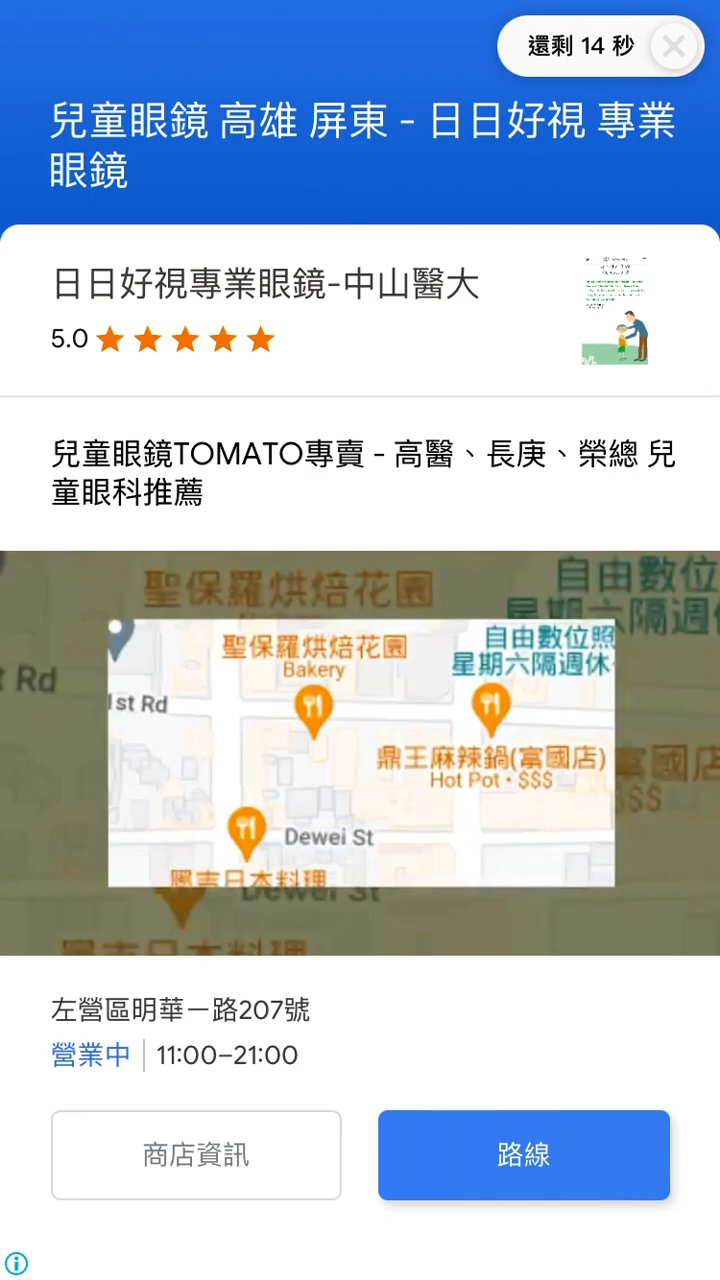 還剩 14 秒
兒童眼鏡 高雄 屏東 - 日日好視 專業
眼鏡
日日好視專業眼鏡-中山醫大
5.0
兒童眼鏡TOMATO專賣 - 高醫、長庚、榮總 兒
童眼科推薦
聖保羅烘焙花園
自由數位
星期六隔週休
t Rd
聖保羅烘焙花園
Bakery
自由數位照
星期六隔週休
1st Rd
鼎王麻辣鍋(富國店)
Hot Pot • $$$
富國店
$$$
Dewei St
Dewei St
左營區明華一路207號
營業中 11:00–21:00
商店資訊
路線